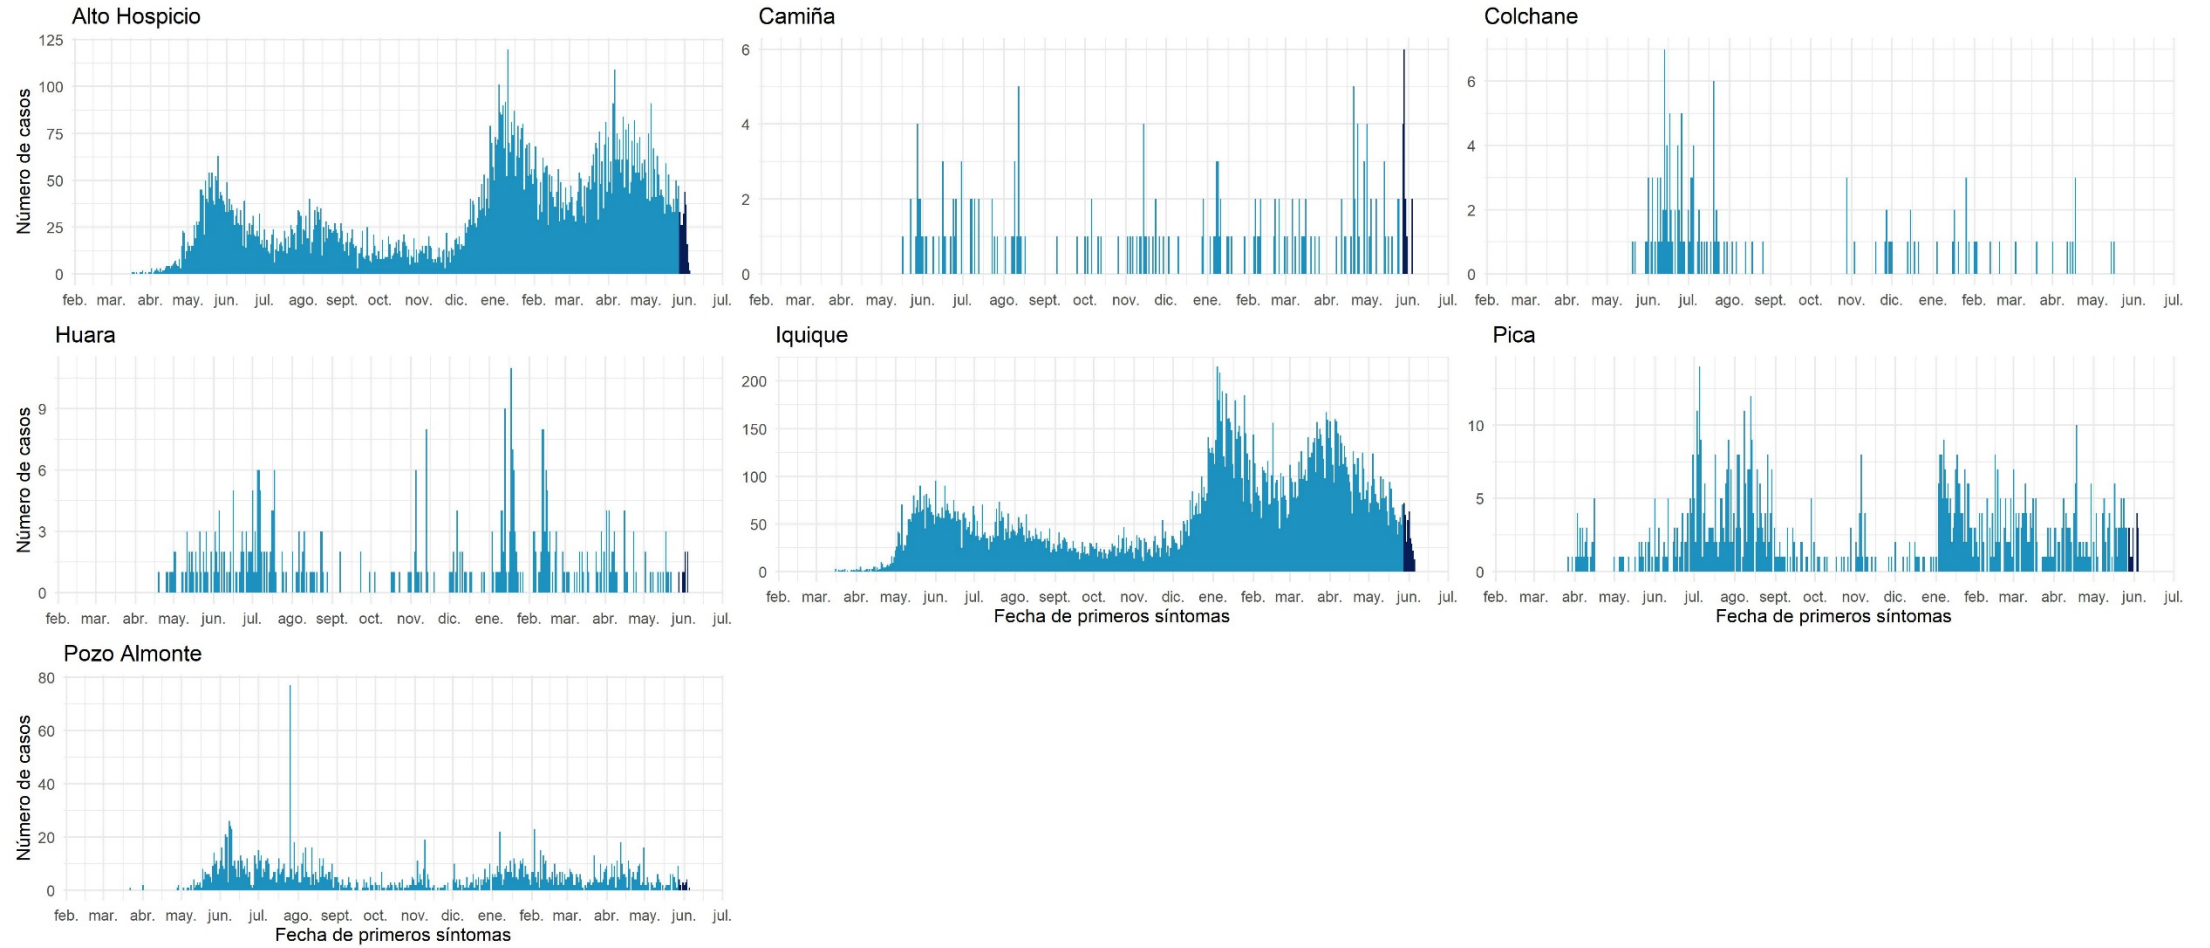 Alto Hospicio
Número de casos
125
100
75
50
25
0
feb. mar. abr. may. jun. jul. ago. sept. oct. nov. dic. ene. feb. mar. abr. may. jun. jul.
Camiña
6
4
2
0
feb. mar. abr. may. jun. jul. ago. sept. oct. nov. dic. ene. feb. mar. abr. may. jun. jul.
Colchane
6
4
2
0
feb. mar. abr. may. jun. jul. ago. sept. oct. nov. dic. ene. feb. mar. abr. may. jun. jul.
Huara
Número de casos
9
6
3
0
feb. mar. abr. may. jun. jul. ago. sept. oct. nov. dic. ene. feb. mar. abr. may. jun. jul.
Iquique
200
150
100
50
0
feb. mar. abr. may. jun. jul. ago. sept. oct. nov. dic. ene. feb. mar. abr. may. jun. jul.
Fecha de primeros síntomas
Pica
10
5
0
feb. mar. abr. may. jun. jul. ago. sept. oct. nov. dic. ene. feb. mar. abr. may. jun. jul.
Fecha de primeros síntomas
Pozo Almonte
Número de casos
80
60
40
20
0
feb. mar. abr. may. jun. jul. ago. sept. oct. nov. dic. ene. feb. mar. abr. may. jun. jul.
Fecha de primeros síntomas